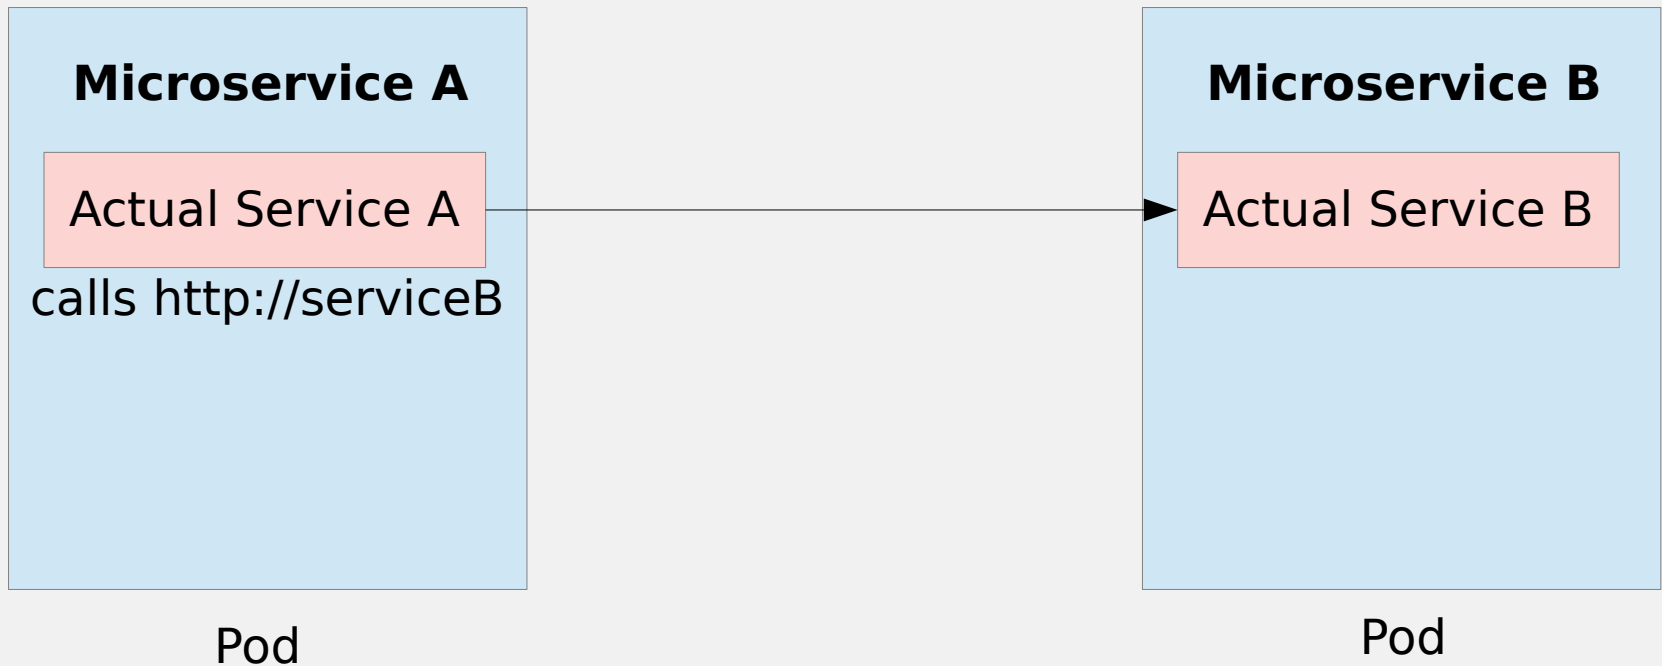 Microservice A
Actual Service A
calls http://serviceB
Pod
Microservice B
Actual Service B
Pod